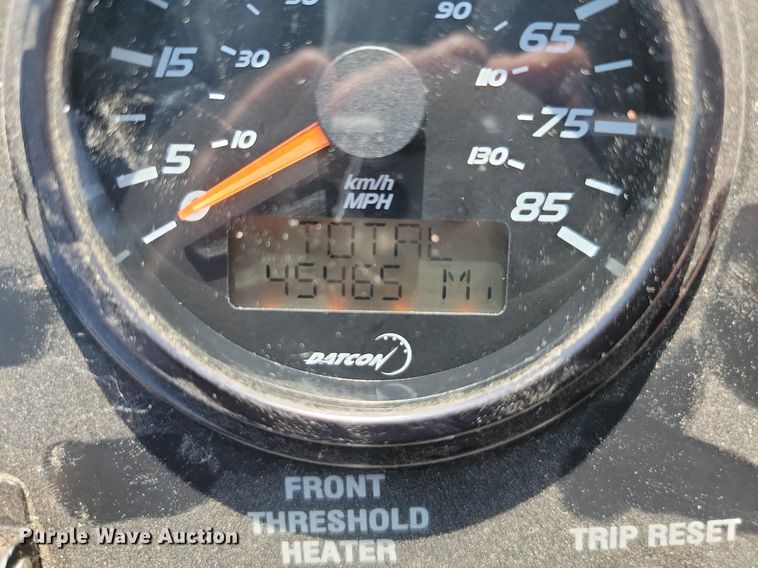 90
65
15
30
110
75
10
5
130
km/h
MPH
85
TOTAL
45465 Mi
DATCON
FRONT
THRESHOLD
HEATER
TRIP RESET
Purple Wave Auction